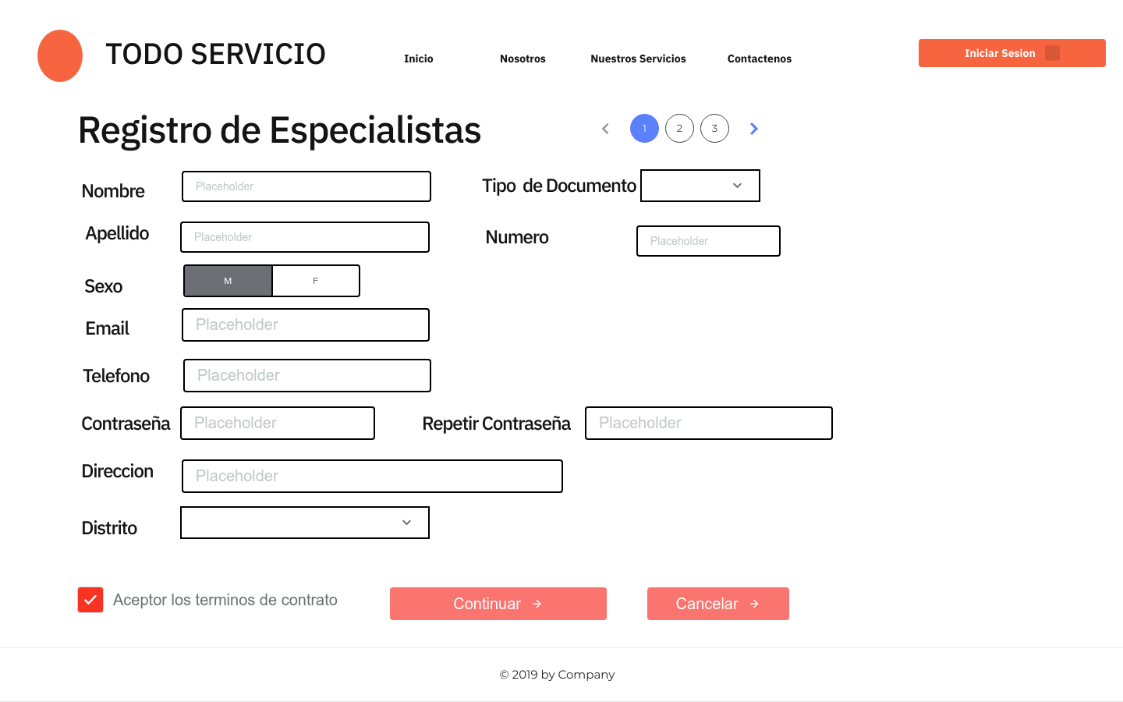 TODO SERVICIO
Inicio
Nosotros
Nuestros Servicios
Contactenos
Iniciar Sesion
Registro de Especialistas
1 2 3
Nombre
Placeholder
Tipo de Documento
Apellido
Placeholder
Numero
Placeholder
Sexo
M
F
Email
Placeholder
Telefono
Placeholder
Contraseña
Placeholder
Repetir Contraseña
Placeholder
Direccion
Placeholder
Distrito
Aceptor los terminos de contrato
Continuar
Cancelar
© 2019 by Company